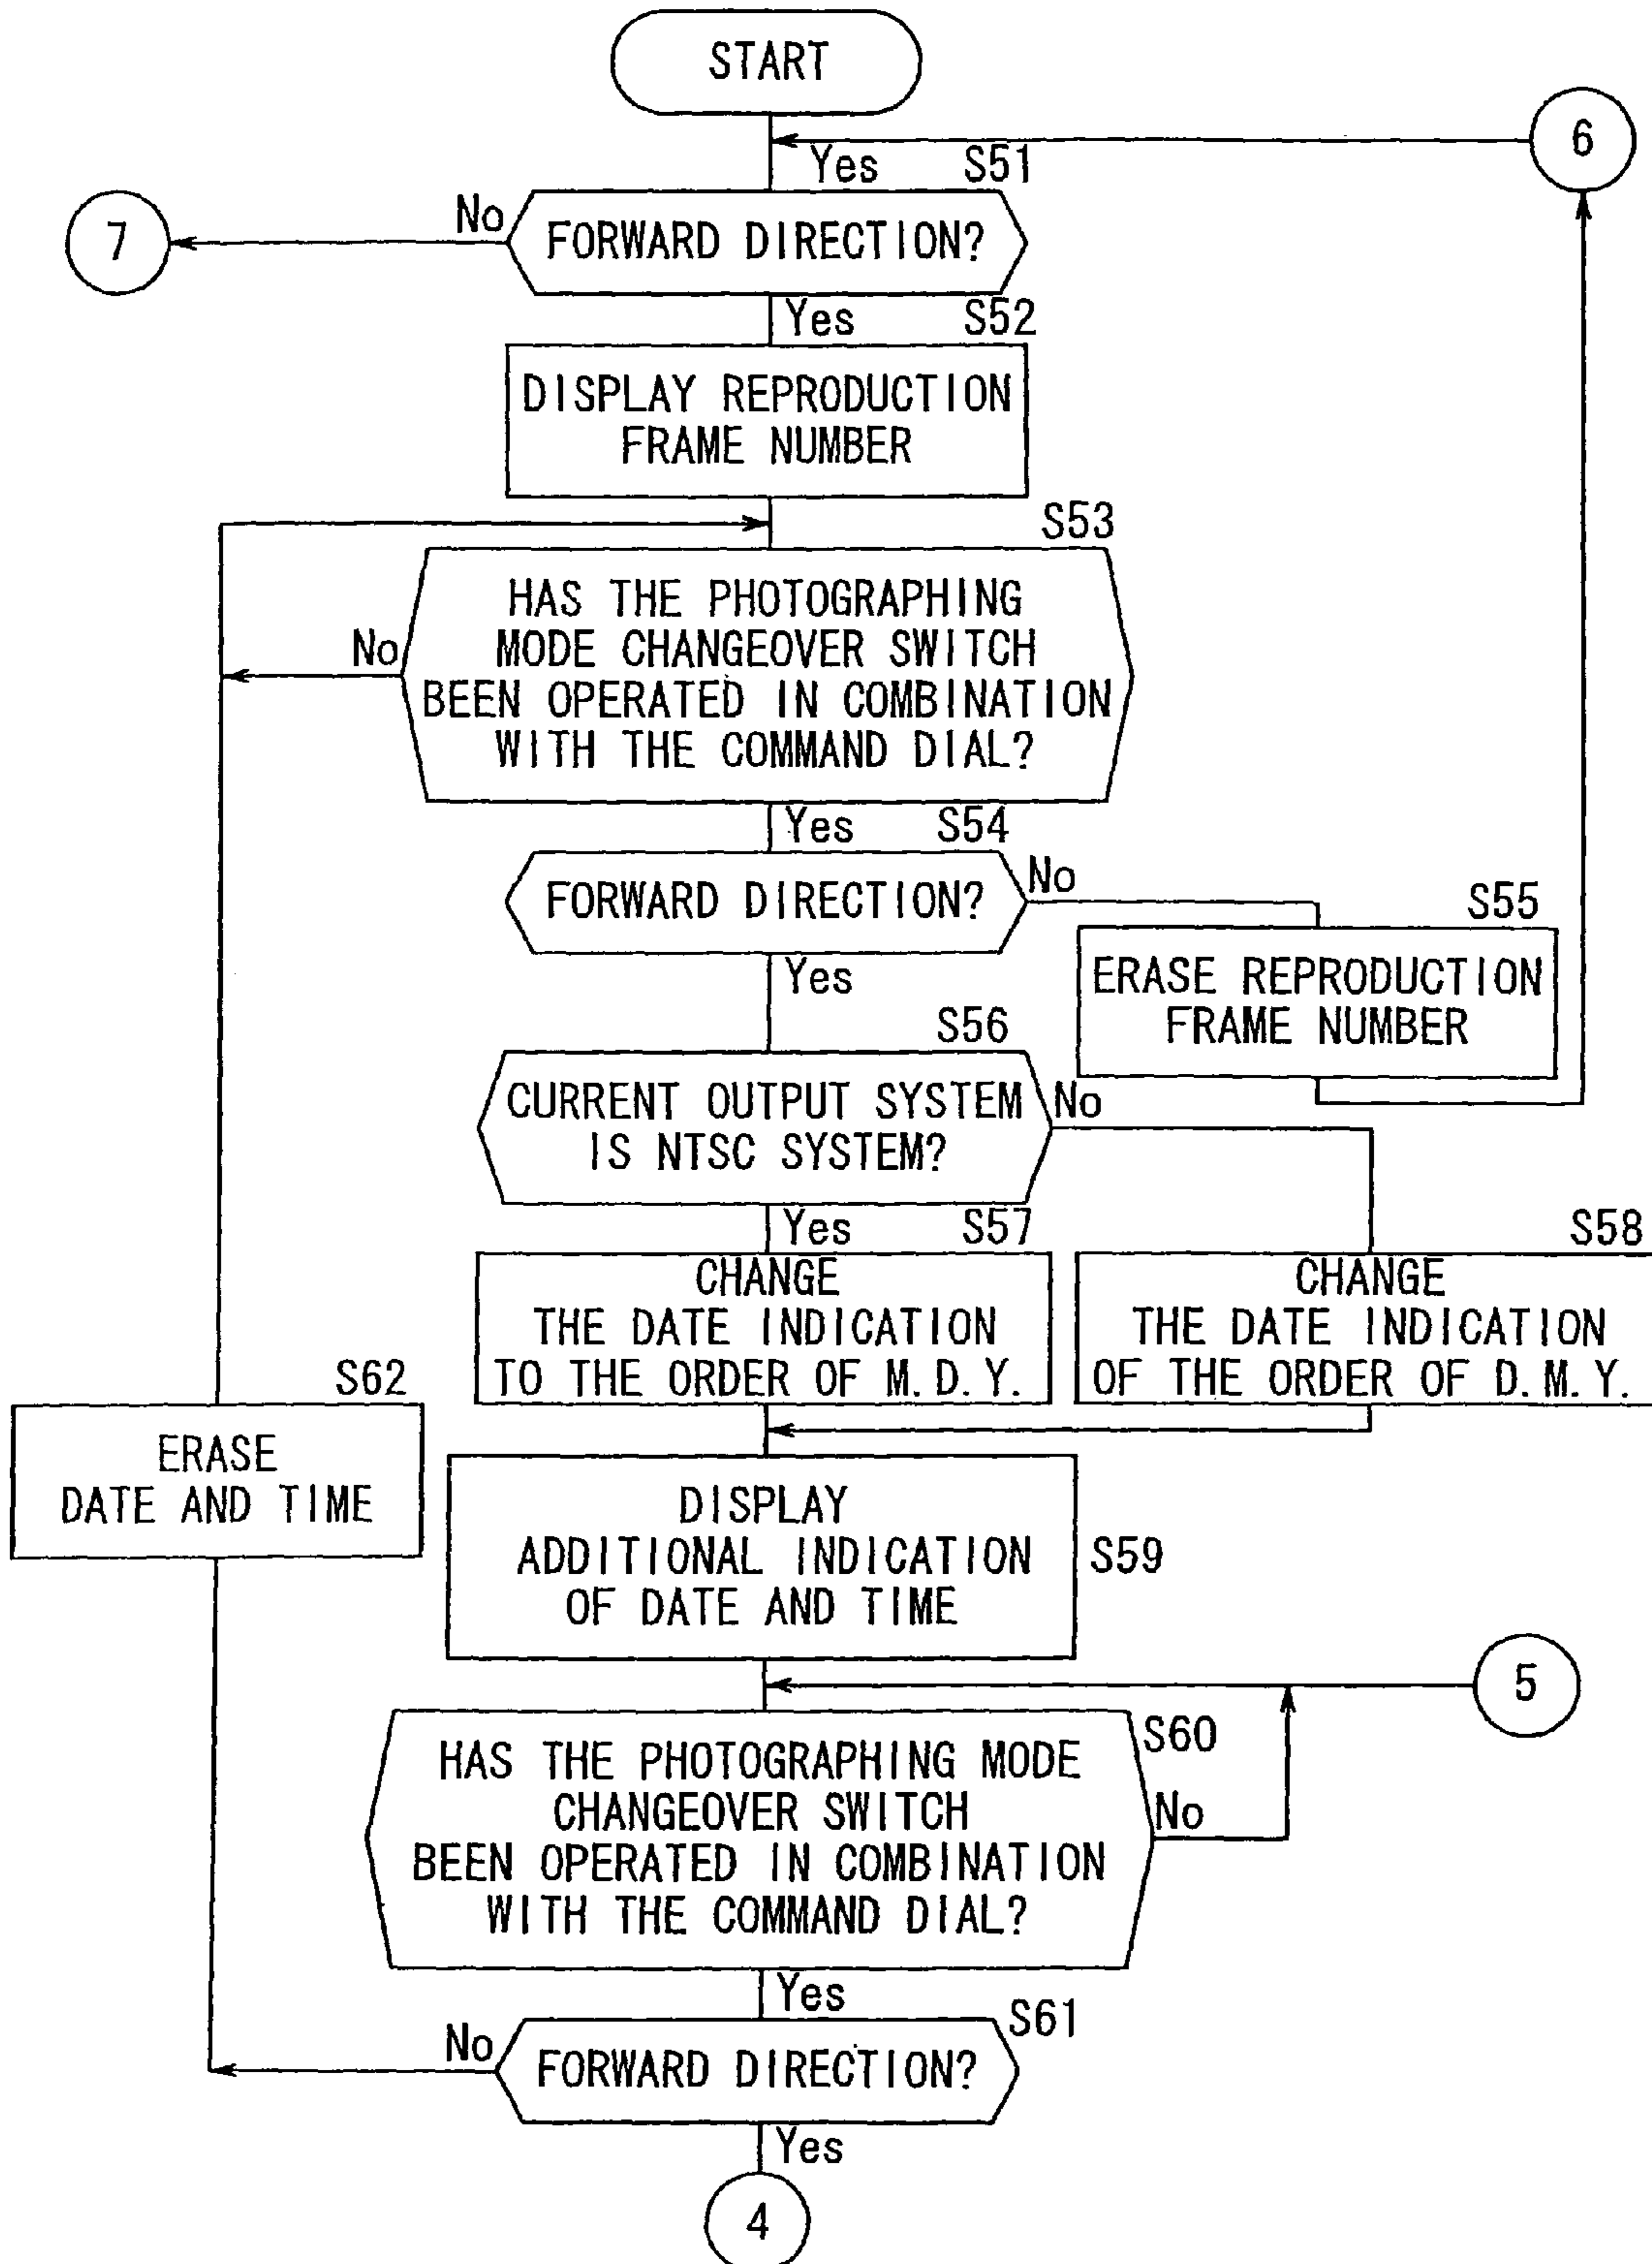 START
6
Yes
S51
No
7
FORWARD DIRECTION?
Yes
S52
DISPLAY REPRODUCTION
FRAME NUMBER
S53
HAS THE PHOTOGRAPHING
MODE CHANGEOVER SWITCH
BEEN OPERATED IN COMBINATION
WITH THE COMMAND DIAL?
No
Yes
S54
FORWARD DIRECTION?
No
S55
ERASE REPRODUCTION
FRAME NUMBER
Yes
S56
CURRENT OUTPUT SYSTEM
IS NTSC SYSTEM?
No
Yes
S57
CHANGE
THE DATE INDICATION
TO THE ORDER OF M.D.Y.
S58
CHANGE
THE DATE INDICATION
OF THE ORDER OF D.M.Y.
S62
ERASE
DATE AND TIME
DISPLAY
ADDITIONAL INDICATION
OF DATE AND TIME
S59
5
S60
HAS THE PHOTOGRAPHING MODE
CHANGEOVER SWITCH
BEEN OPERATED IN COMBINATION
WITH THE COMMAND DIAL?
No
Yes
S61
No
FORWARD DIRECTION?
Yes
4